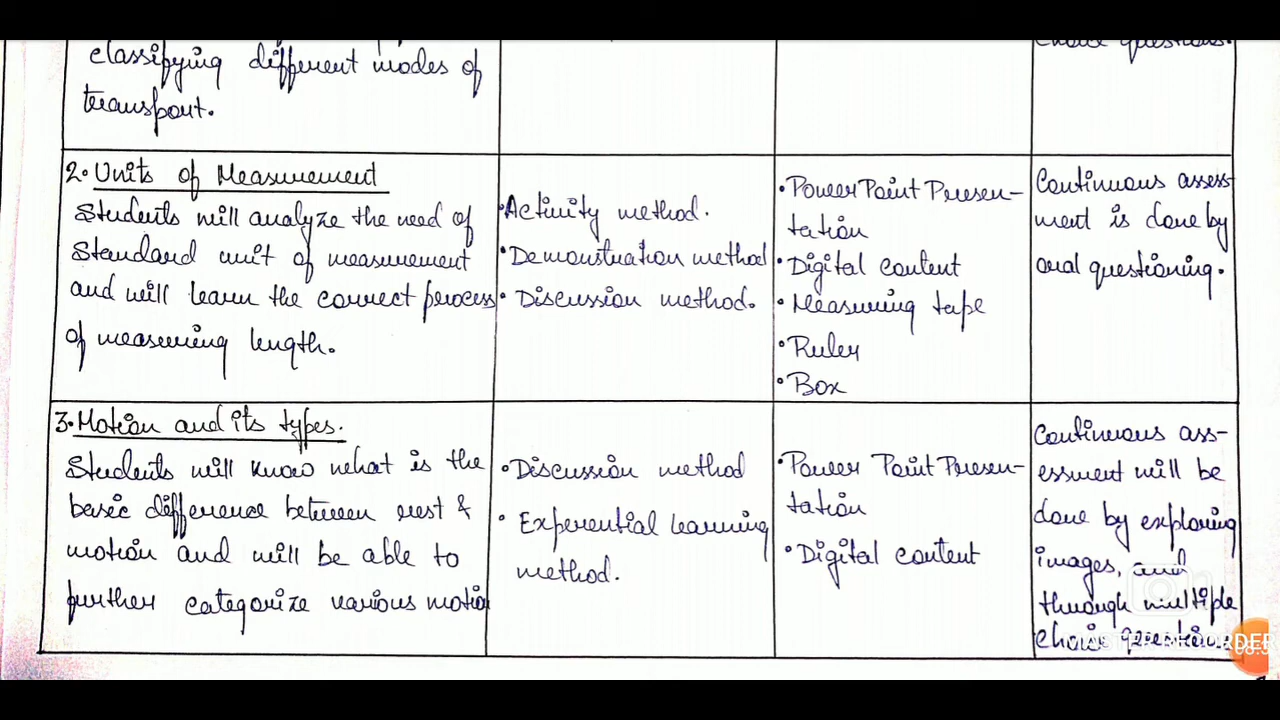 classifying different modes of
transport.
choice questions.
2. Units of Measurement
Students will analyze the need of
standard unit of measurement
and will learn the correct process
of measuring length.
• Activity method.
• Demonstration method
• Discussion method.
• PowerPoint Presen-
tation
• Digital content
• Measuring tape
• Ruler
• Box
Continuous assess-
ment is done by
oral questioning.
3. Motion and its types.
Students will know what is the
basic difference between rest &
motion and will be able to
further categorize various motion
• Discussion method
• Experiential learning
method.
• Power Point Presen-
tation
• Digital content
Continuous ass-
essment will be
done by exploring
images, and
through multiple
choice question
RECORDER